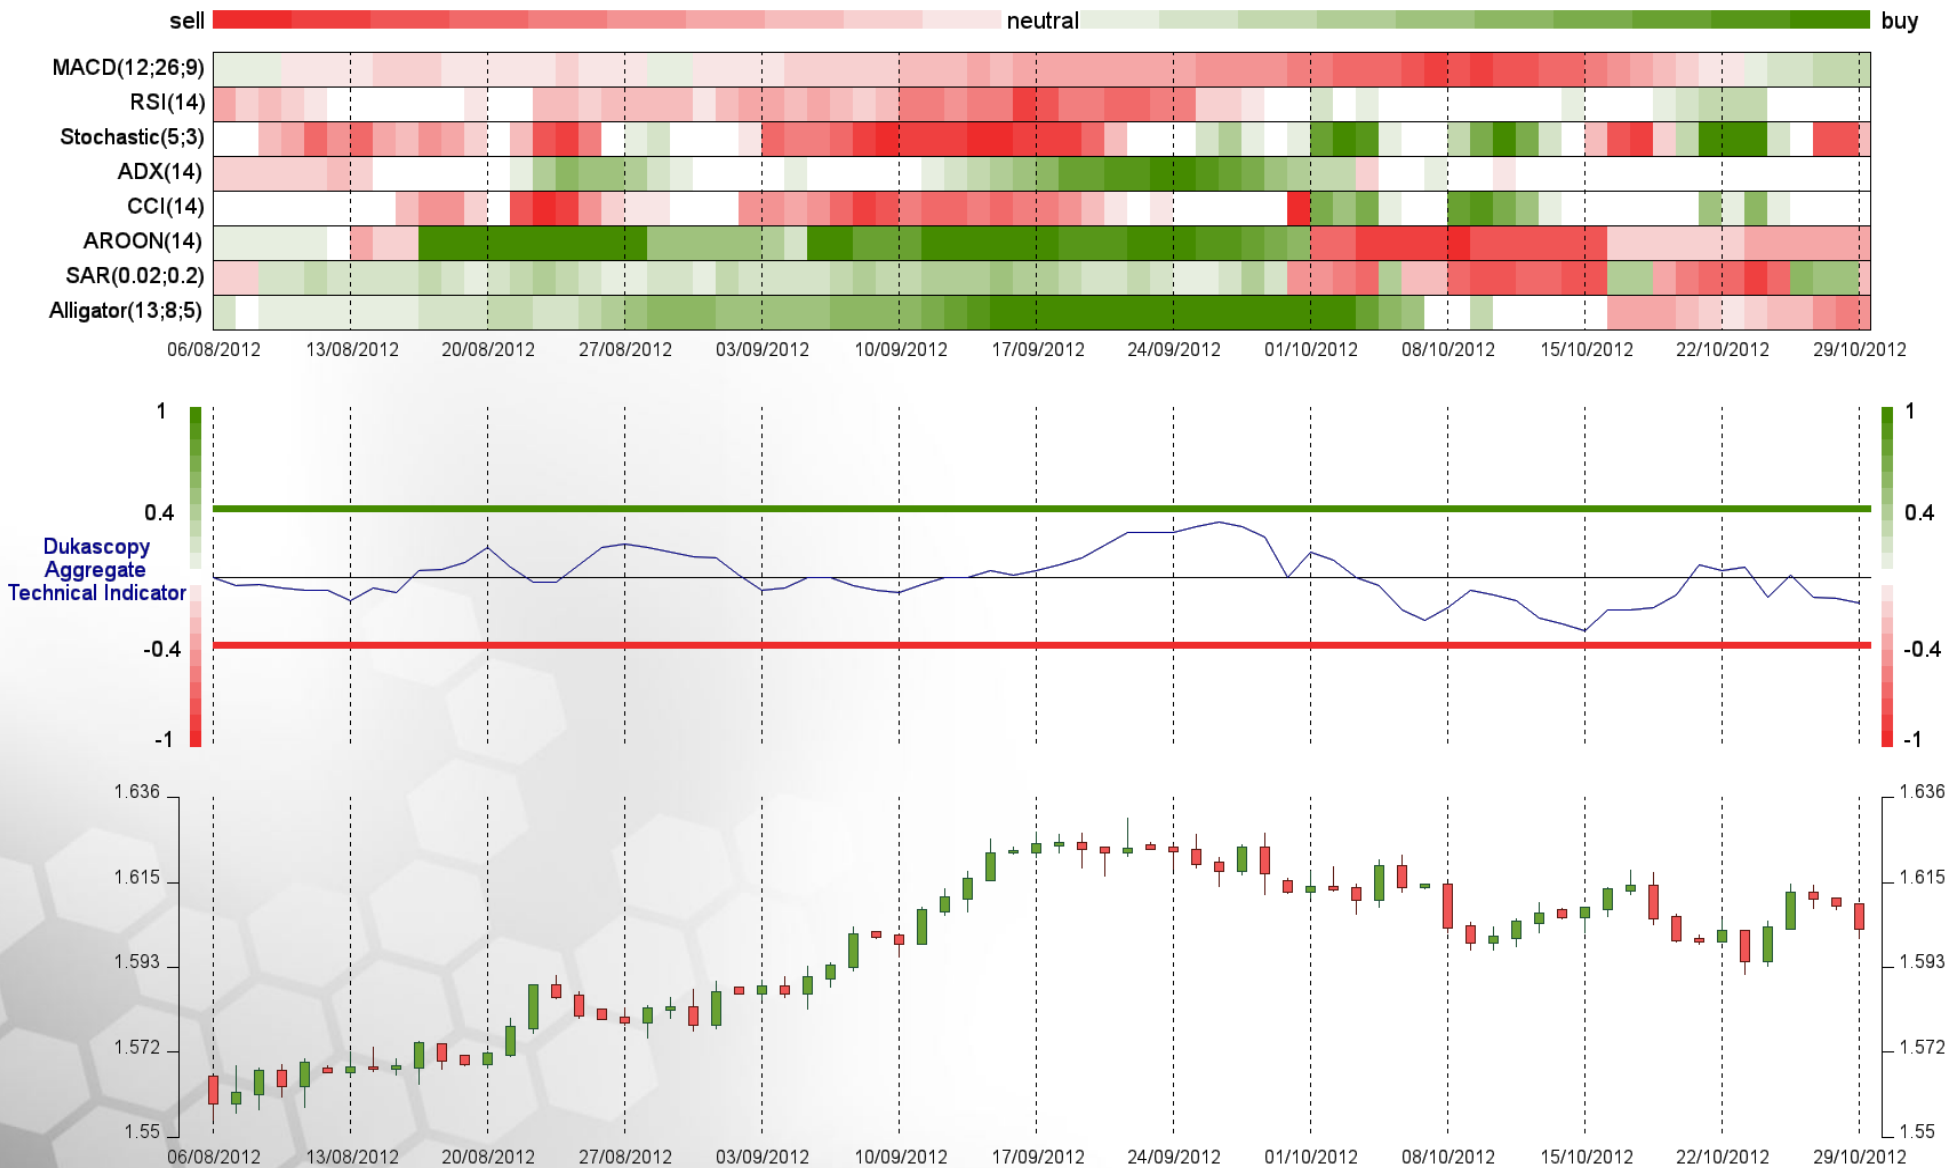 sell neutral buy
MACD(12;26;9)
RSI(14)
Stochastic(5;3)
ADX(14)
CCI(14)
AROON(14)
SAR(0.02;0.2)
Alligator(13;8;5)
06/08/2012 13/08/2012 20/08/2012 27/08/2012 03/09/2012 10/09/2012 17/09/2012 24/09/2012 01/10/2012 08/10/2012 15/10/2012 22/10/2012 29/10/2012
1 1
0.4 0.4
Dukascopy
Aggregate
Technical Indicator
-0.4 -0.4
-1 -1
1.636 1.636
1.615 1.615
1.593 1.593
1.572 1.572
1.55 1.55
06/08/2012 13/08/2012 20/08/2012 27/08/2012 03/09/2012 10/09/2012 17/09/2012 24/09/2012 01/10/2012 08/10/2012 15/10/2012 22/10/2012 29/10/2012